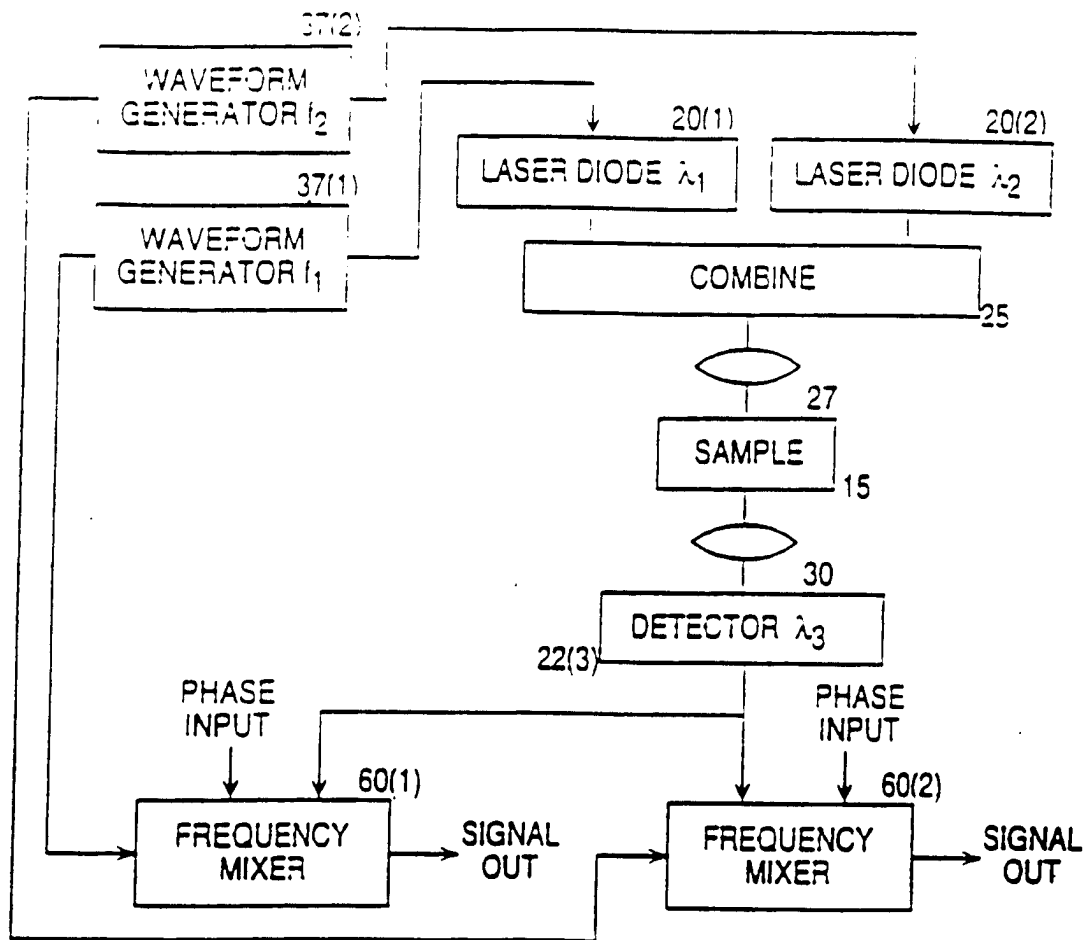 37(2)
WAVEFORM
GENERATOR f2
37(1)
WAVEFORM
GENERATOR f1
20(1)
LASER DIODE λ1
20(2)
LASER DIODE λ2
COMBINE
25
27
SAMPLE
15
30
DETECTOR λ3
22(3)
PHASE
INPUT
PHASE
INPUT
60(1)
FREQUENCY
MIXER
SIGNAL
OUT
60(2)
FREQUENCY
MIXER
SIGNAL
OUT